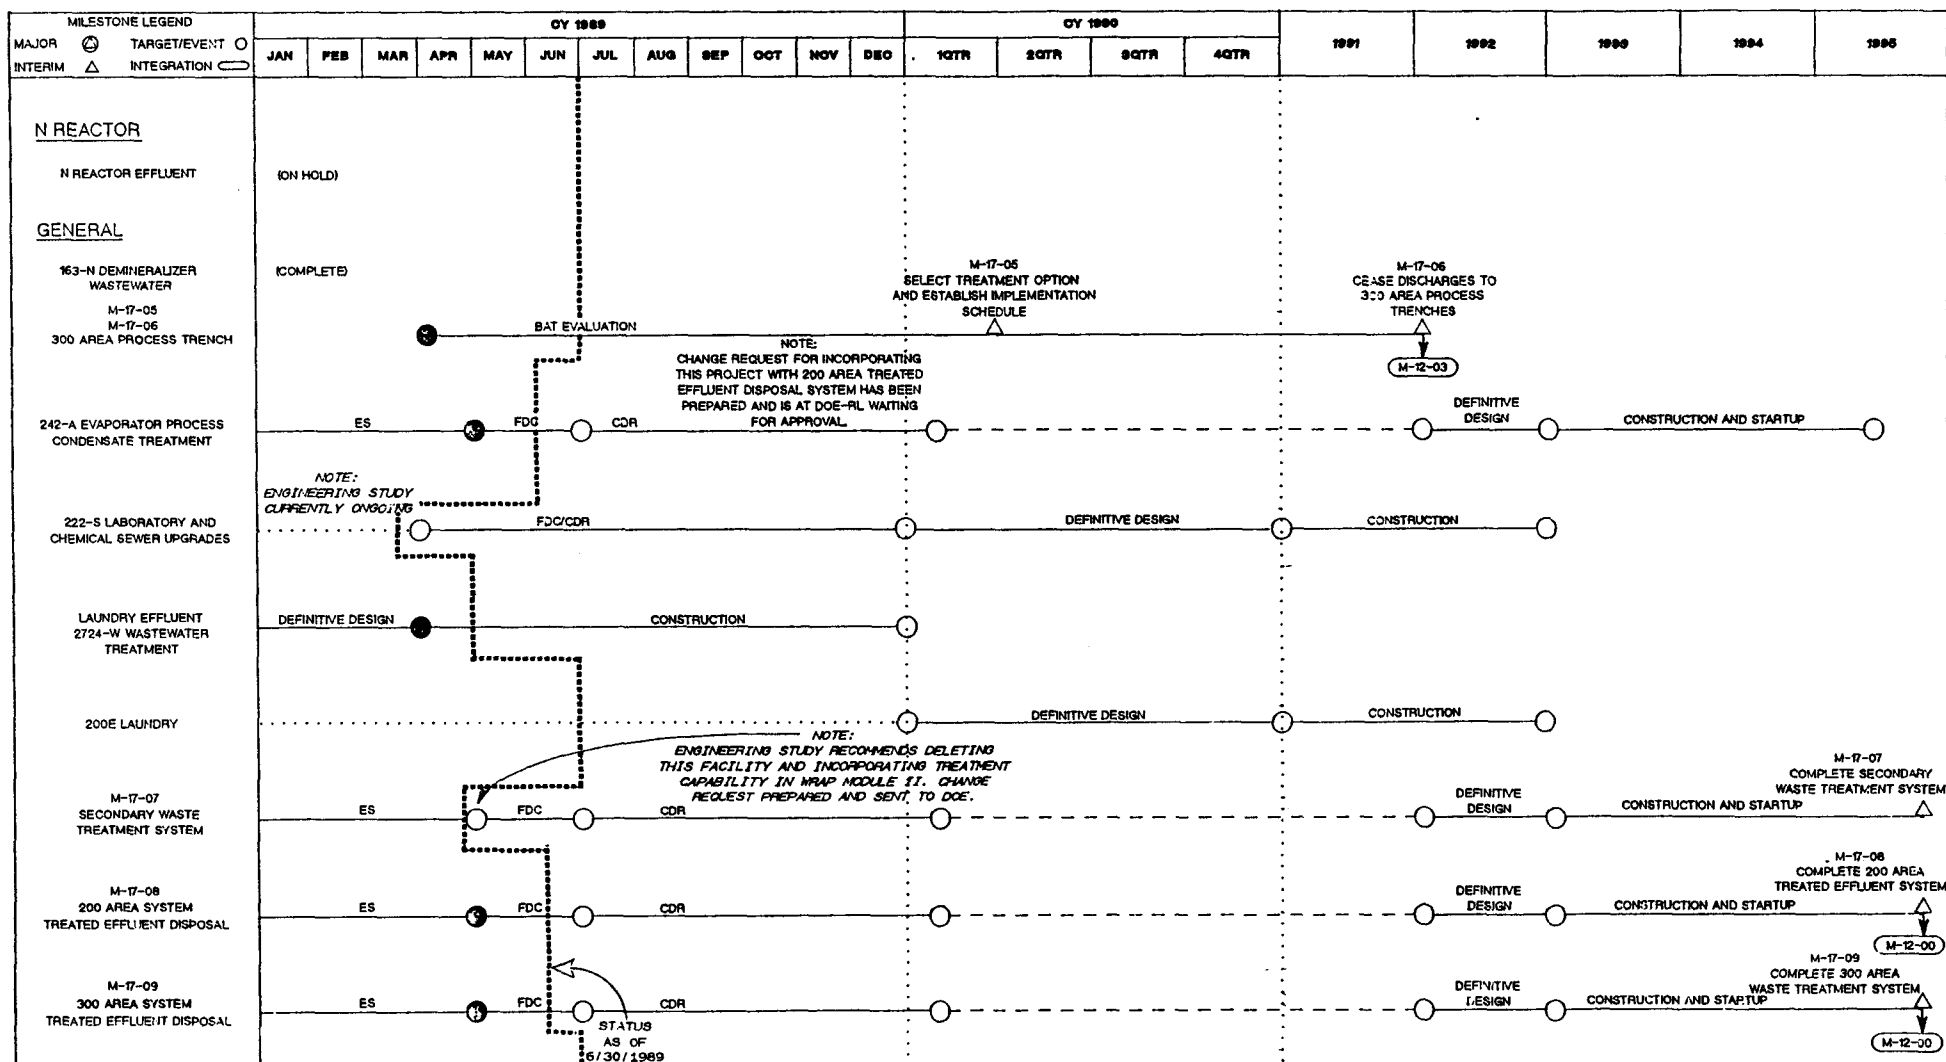 MILESTONE LEGEND
MAJOR TARGET/EVENT
INTERIM INTEGRATION
CY 1989
CY 1990
JAN FEB MAR APR MAY JUN JUL AUG SEP OCT NOV DEC 1QTR 2QTR 3QTR 4QTR 1991 1992 1993 1994 1995
N REACTOR
N REACTOR EFFLUENT
(ON HOLD)
GENERAL
163-N DEMINERALIZER
WASTEWATER
(COMPLETE)
M-17-05
M-17-06
300 AREA PROCESS TRENCH
BAT EVALUATION
M-17-05
SELECT TREATMENT OPTION
AND ESTABLISH IMPLEMENTATION
SCHEDULE
M-17-06
CEASE DISCHARGES TO
300 AREA PROCESS
TRENCHES
M-12-03
NOTE:
CHANGE REQUEST FOR INCORPORATING
THIS PROJECT WITH 200 AREA TREATED
EFFLUENT DISPOSAL SYSTEM HAS BEEN
PREPARED AND IS AT DOE-RL WAITING
FOR APPROVAL
242-A EVAPORATOR PROCESS
CONDENSATE TREATMENT
ES
FDC
CDR
DEFINITIVE
DESIGN
CONSTRUCTION AND STARTUP
NOTE:
ENGINEERING STUDY
CURRENTLY ONGOING
222-S LABORATORY AND
CHEMICAL SEWER UPGRADES
FDC/CDR
DEFINITIVE DESIGN
CONSTRUCTION
LAUNDRY EFFLUENT
2724-W WASTEWATER
TREATMENT
DEFINITIVE DESIGN
CONSTRUCTION
200E LAUNDRY
DEFINITIVE DESIGN
CONSTRUCTION
NOTE:
ENGINEERING STUDY RECOMMENDS DELETING
THIS FACILITY AND INCORPORATING TREATMENT
CAPABILITY IN WRAP MODULE II. CHANGE
REQUEST PREPARED AND SENT TO DOE.
M-17-07
SECONDARY WASTE
TREATMENT SYSTEM
ES
FDC
CDR
DEFINITIVE
DESIGN
CONSTRUCTION AND STARTUP
M-17-07
COMPLETE SECONDARY
WASTE TREATMENT SYSTEM
M-17-08
200 AREA SYSTEM
TREATED EFFLUENT DISPOSAL
ES
FDC
CDR
DEFINITIVE
DESIGN
CONSTRUCTION AND STARTUP
M-17-08
COMPLETE 200 AREA
TREATED EFFLUENT SYSTEM
M-12-00
M-17-09
300 AREA SYSTEM
TREATED EFFLUENT DISPOSAL
ES
FDC
CDR
DEFINITIVE
DESIGN
CONSTRUCTION AND STARTUP
M-17-09
COMPLETE 300 AREA
WASTE TREATMENT SYSTEM
M-12-00
STATUS
AS OF
6/30/1989